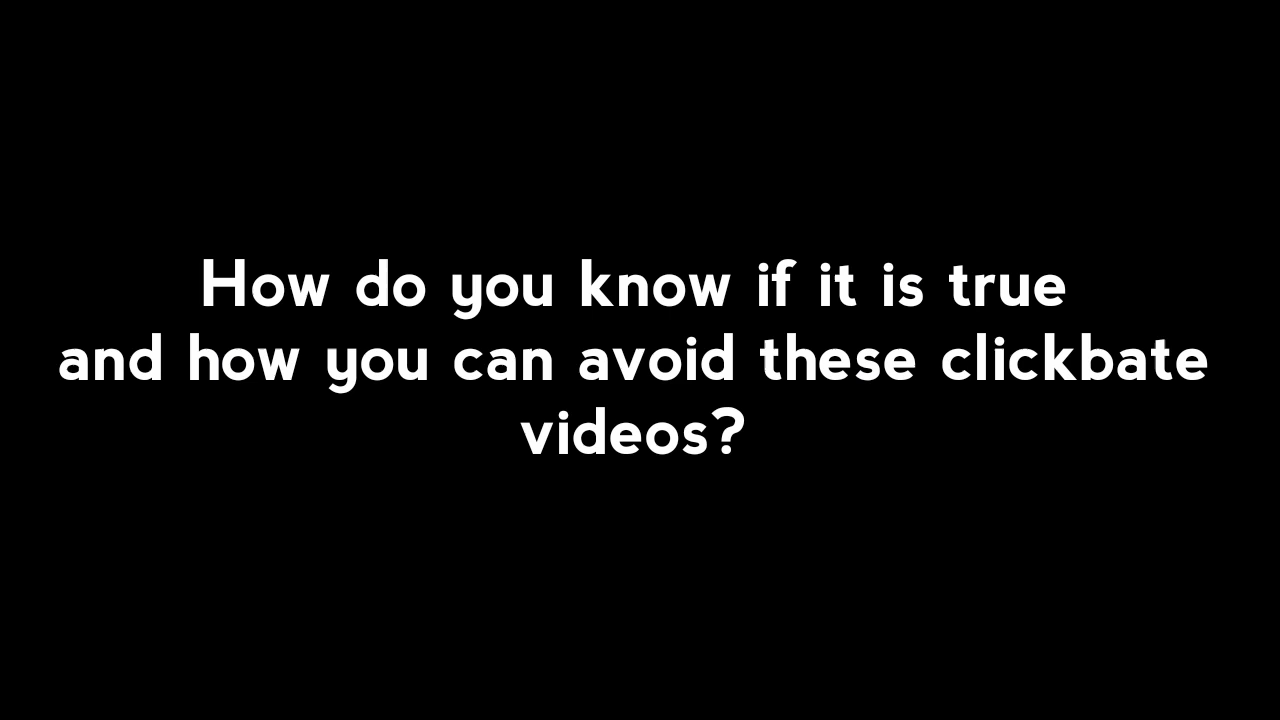 How do you know if it is true
and how you can avoid these clickbate
videos?